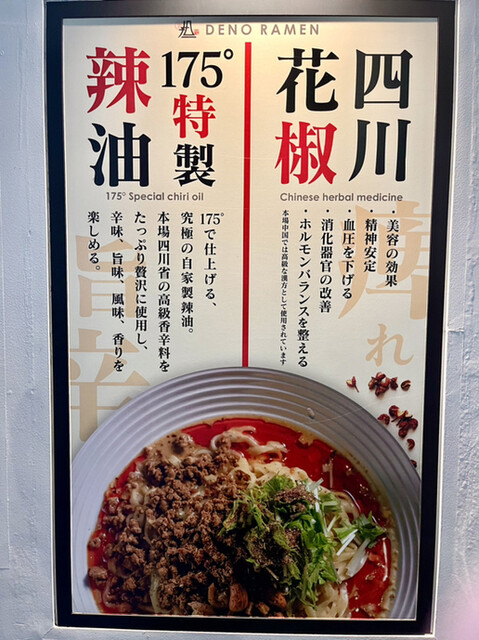 DENO RAMEN
四川
花椒
Chinese herbal medicine
・美容の効果
・精神安定
・血圧を下げる
・消化器官の改善
・ホルモンバランスを整える
本場中国では高級な漢方として使用されています
痺れ
175°特製
辣油
175° Special chiri oil
175°で仕上げる、
究極の自家製辣油。
本場四川省の高級香辛料を
たっぷり贅沢に使用し、
辛味、旨味、風味、香りを
楽しめる。
旨辛